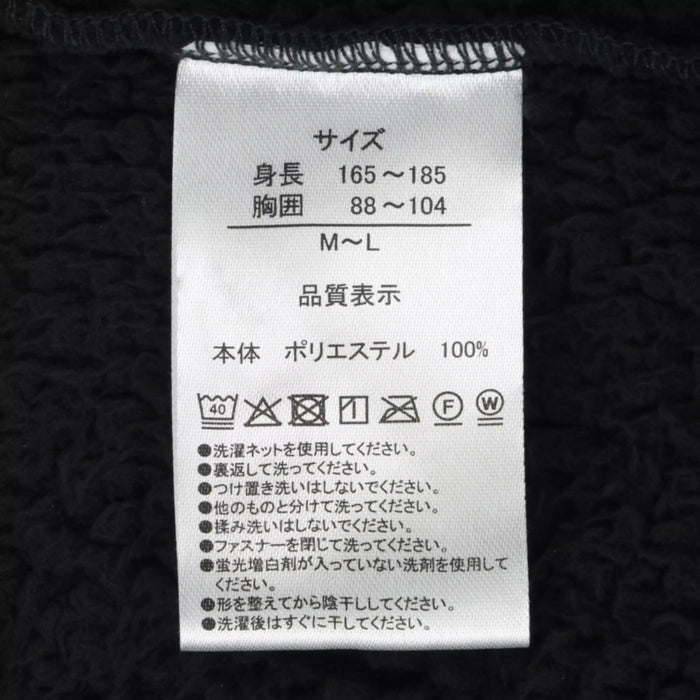 サイズ
身長 165～185
胸囲 88～104
M～L
品質表示
本体 ポリエステル 100%
40 F W
●洗濯ネットを使用してください。
●裏返して洗ってください。
●つけ置き洗いはしないでください。
●他のものと分けて洗ってください。
●揉み洗いはしないでください。
●ファスナーを閉じて洗ってください。
●蛍光増白剤が入っていない洗剤を使用して
ください。
●形を整えてから陰干ししてください。
●洗濯後はすぐに干してください。